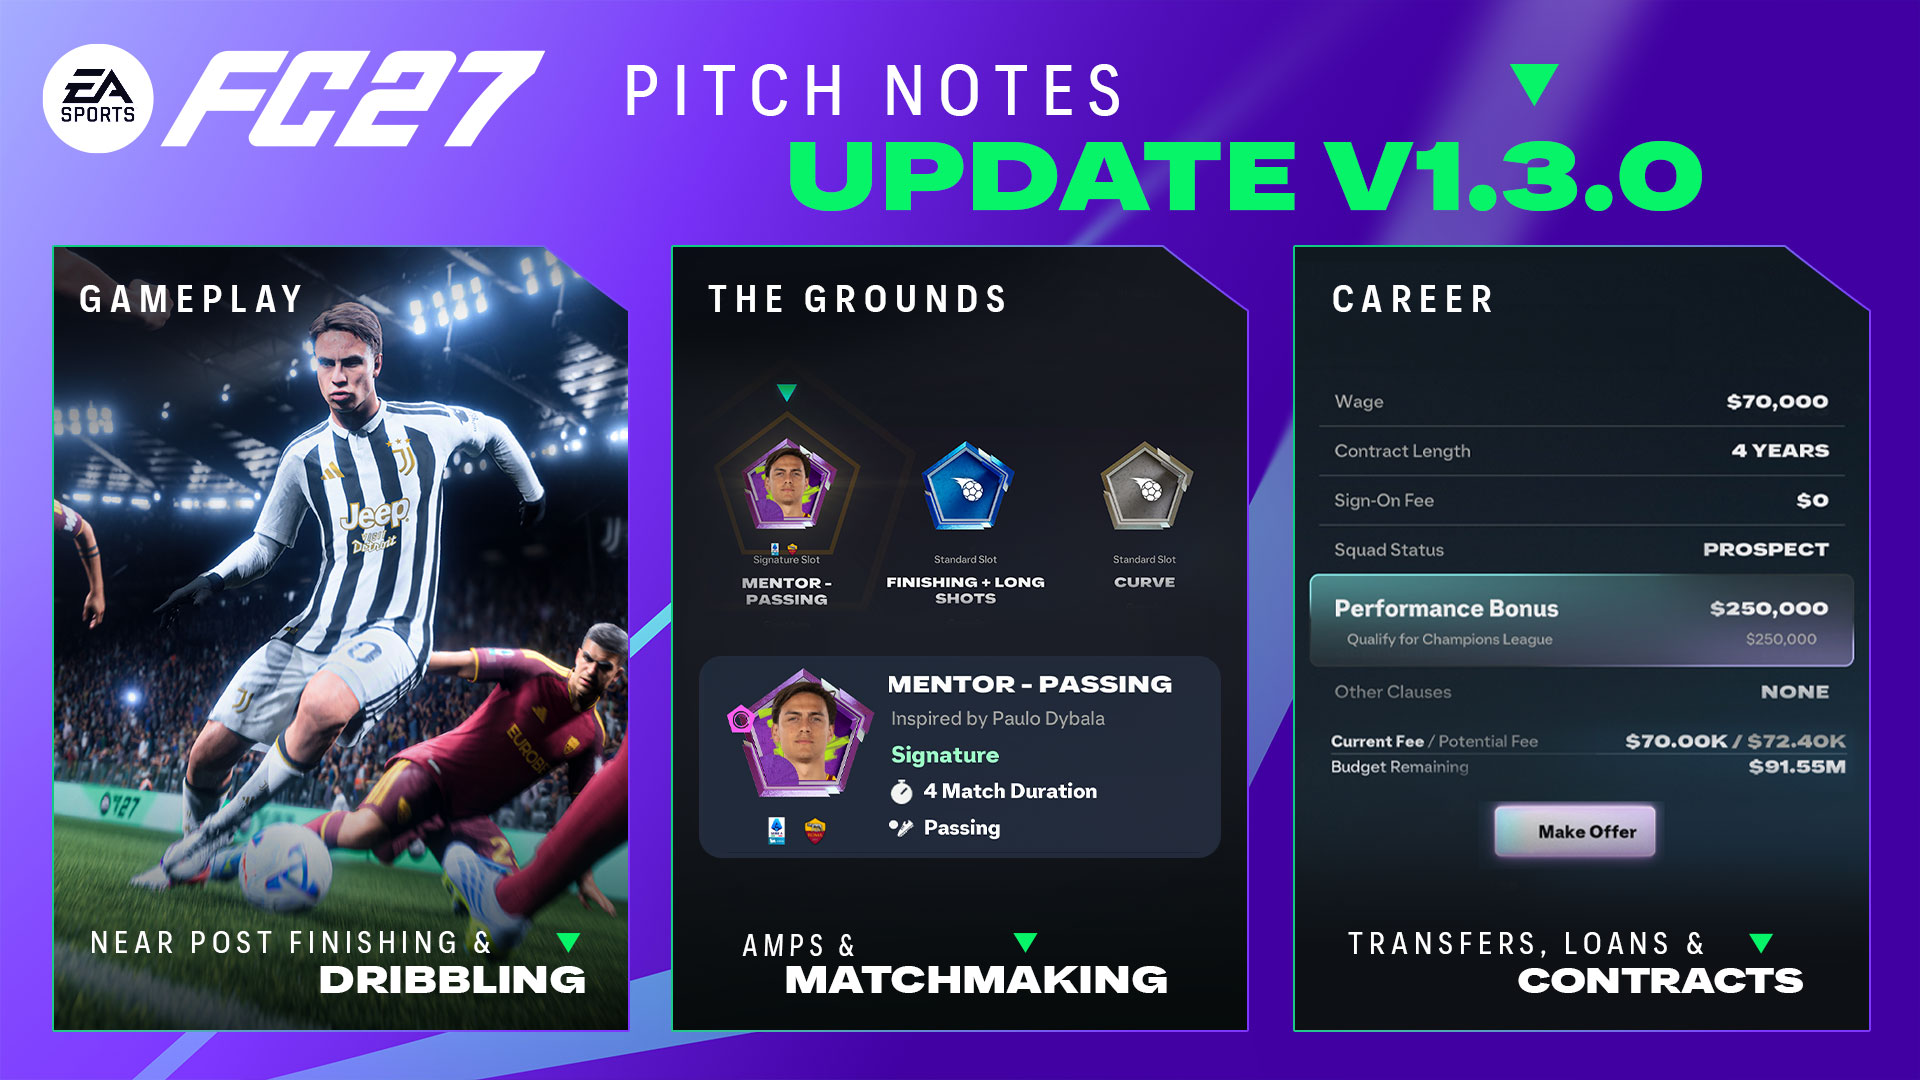 EA
SPORTS
FC27
PITCH NOTES
UPDATE V1.3.0
GAMEPLAY
Jeep
Detroit
0
27
NEAR POST FINISHING &
DRIBBLING
THE GROUNDS
Signature Slot
MENTOR -
PASSING
Standard Slot
FINISHING + LONG
SHOTS
Standard Slot
CURVE
MENTOR - PASSING
Inspired by Paulo Dybala
Signature
4 Match Duration
Passing
AMPS &
MATCHMAKING
CAREER
Wage $70,000
Contract Length 4 YEARS
Sign-On Fee $0
Squad Status PROSPECT
Performance Bonus $250,000
Qualify for Champions League $250,000
Other Clauses NONE
Current Fee / Potential Fee $70.00K / $72.40K
Budget Remaining $91.55M
Make Offer
TRANSFERS, LOANS &
CONTRACTS